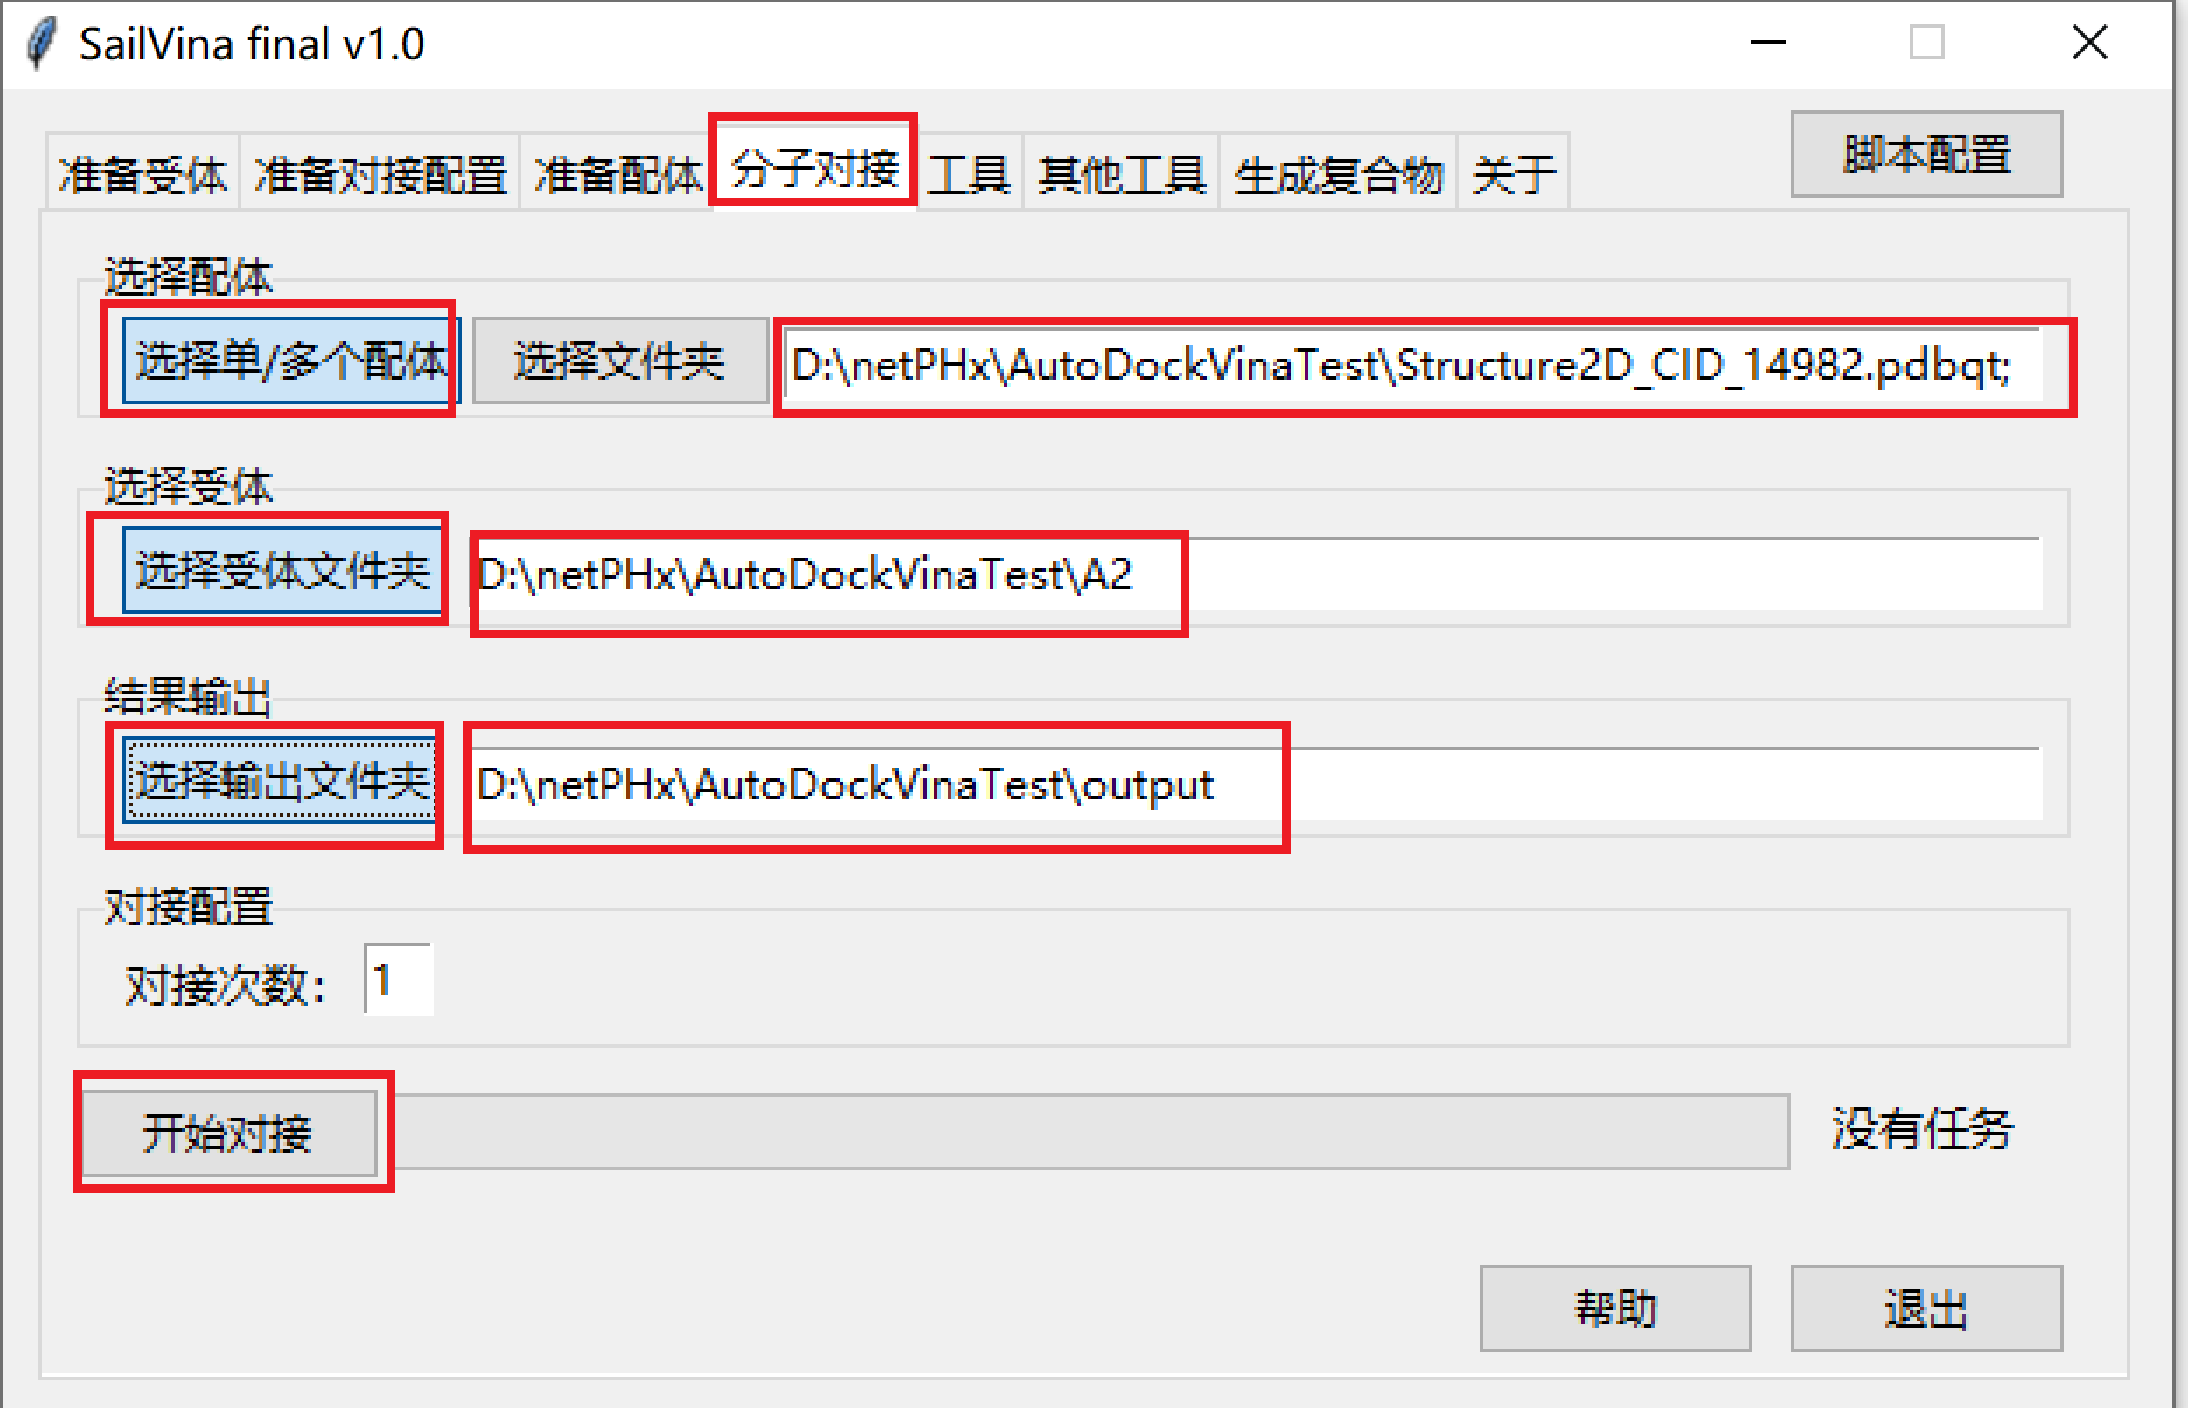 SailVina final v1.0
脚本配置
准备受体 准备对接配置 准备配体 分子对接 工具 其他工具 生成复合物 关于
选择配体
选择单/多个配体 选择文件夹 D:\netPHx\AutoDockVinaTest\Structure2D_CID_14982.pdbqt;
选择受体
选择受体文件夹 D:\netPHx\AutoDockVinaTest\A2
结果输出
选择输出文件夹 D:\netPHx\AutoDockVinaTest\output
对接配置
对接次数： 1
开始对接 没有任务
帮助 退出